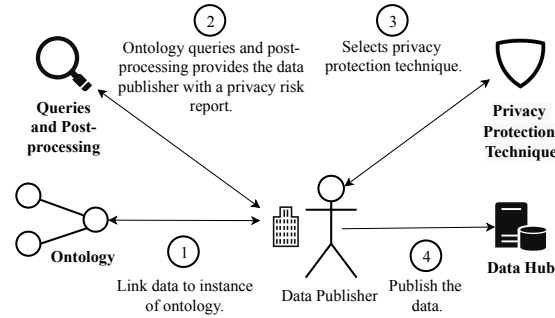 2
Ontology queries and post-
processing provides the data
publisher with a privacy risk
report.
3
Selects privacy
protection technique.
Queries
and Post-
processing
Privacy
Protection
Technique
Ontology
1
Link data to instance
of ontology.
Data Publisher
4
Publish the
data.
Data Hub